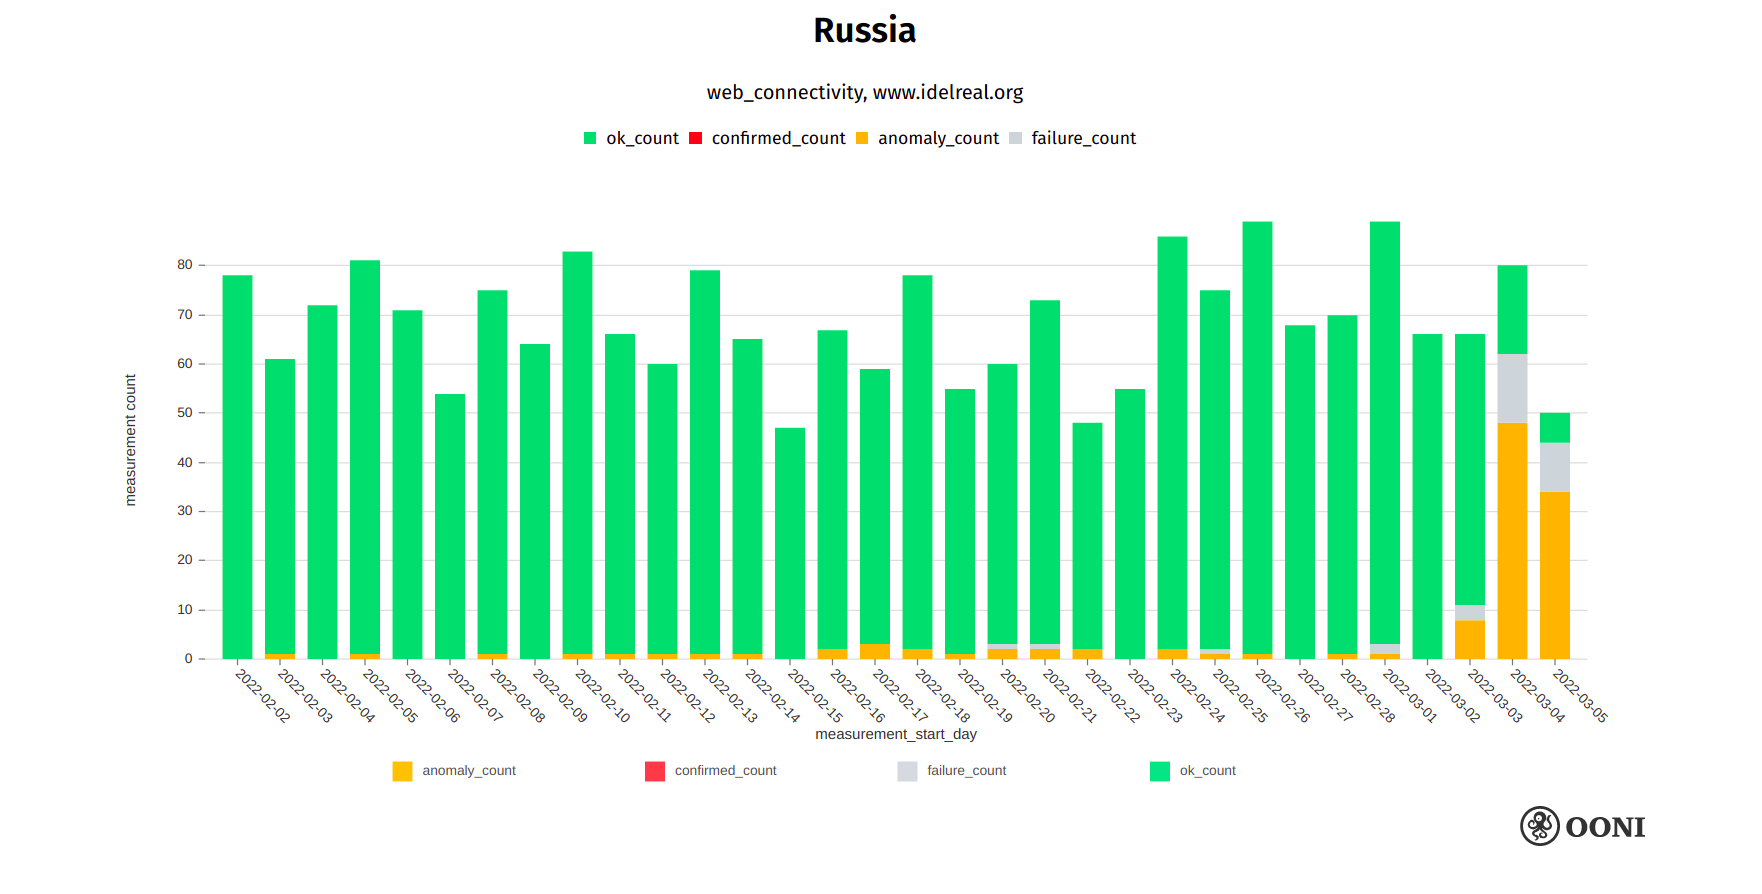 Russia
web_connectivity, www.idelreal.org
ok_count confirmed_count anomaly_count failure_count
measurement count
80
70
60
50
40
30
20
10
0
2022-02-02 2022-02-03 2022-02-04 2022-02-05 2022-02-06 2022-02-07 2022-02-08 2022-02-09 2022-02-10 2022-02-11 2022-02-12 2022-02-13 2022-02-14 2022-02-15 2022-02-16 2022-02-17 2022-02-18 2022-02-19 2022-02-20 2022-02-21 2022-02-22 2022-02-23 2022-02-24 2022-02-25 2022-02-26 2022-02-27 2022-02-28 2022-03-01 2022-03-02 2022-03-03 2022-03-04 2022-03-05
measurement_start_day
anomaly_count confirmed_count failure_count ok_count
OONI